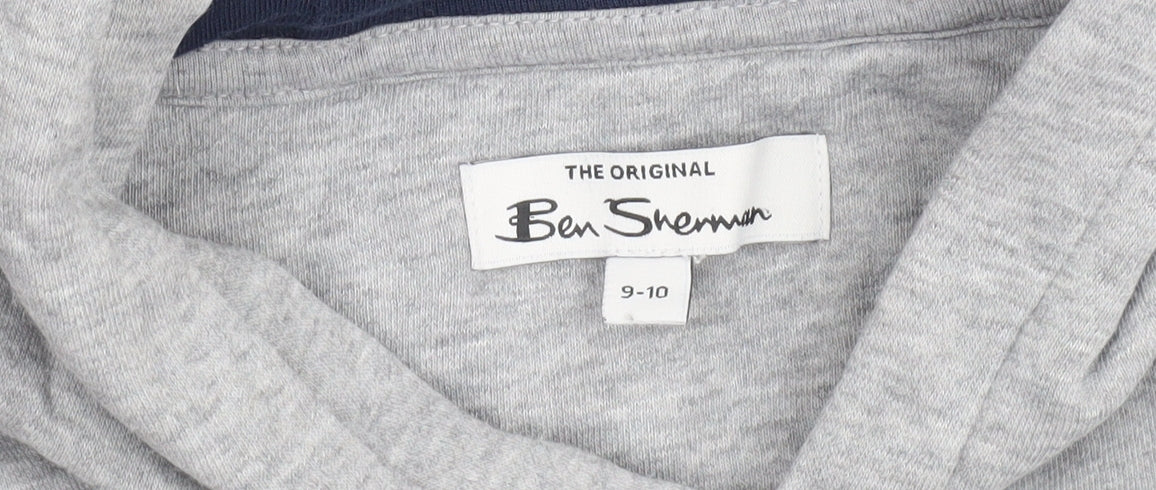 THE ORIGINAL
Ben Sherman
9-10